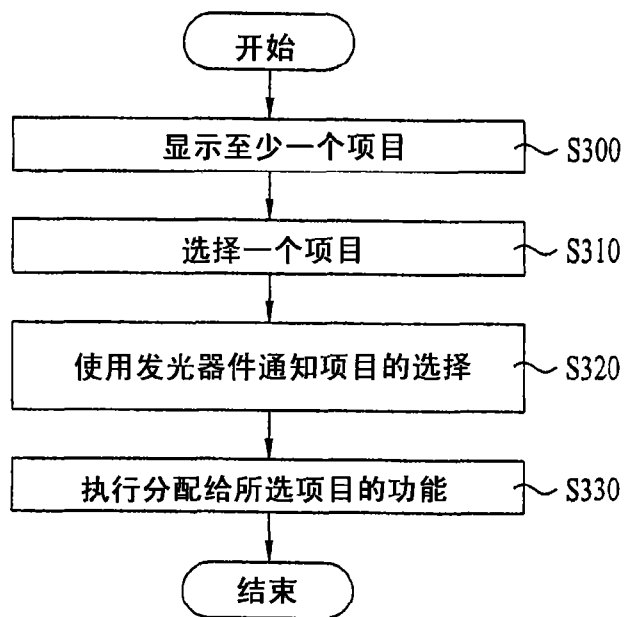 开始
显示至少一个项目
S300
选择一个项目
S310
使用发光器件通知项目的选择
S320
执行分配给所选项目的功能
S330
结束